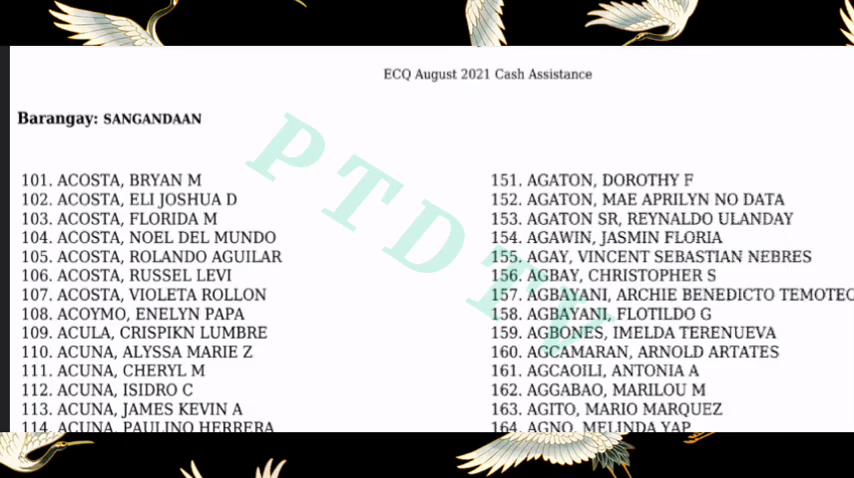 ECQ August 2021 Cash Assistance
Barangay: SANGANDAAN
101. ACOSTA, BRYAN M
102. ACOSTA, ELI JOSHUA D
103. ACOSTA, FLORIDA M
104. ACOSTA, NOEL DEL MUNDO
105. ACOSTA, ROLANDO AGUILAR
106. ACOSTA, RUSSEL LEVI
107. ACOSTA, VIOLETA ROLLON
108. ACOYMO, ENELYN PAPA
109. ACULA, CRISPIKN LUMBRE
110. ACUNA, ALYSSA MARIE Z
111. ACUNA, CHERYL M
112. ACUNA, ISIDRO C
113. ACUNA, JAMES KEVIN A
114. ACUNA, PAULINO HERRERA
151. AGATON, DOROTHY F
152. AGATON, MAE APRILYN NO DATA
153. AGATON SR, REYNALDO ULANDAY
154. AGAWIN, JASMIN FLORIA
155. AGAY, VINCENT SEBASTIAN NEBRES
156. AGBAY, CHRISTOPHER S
157. AGBAYANI, ARCHIE BENEDICTO
158. AGBAYANI, FLOTILDO G
159. AGBONES, IMELDA TERENUEVA
160. AGCAMARAN, ARNOLD ARTATES
161. AGCAOILI, ANTONIA A
162. AGGABAO, MARILOU M
163. AGITO, MARIO MARQUEZ
164. AGNO, MELINDA YAP
PTDTV